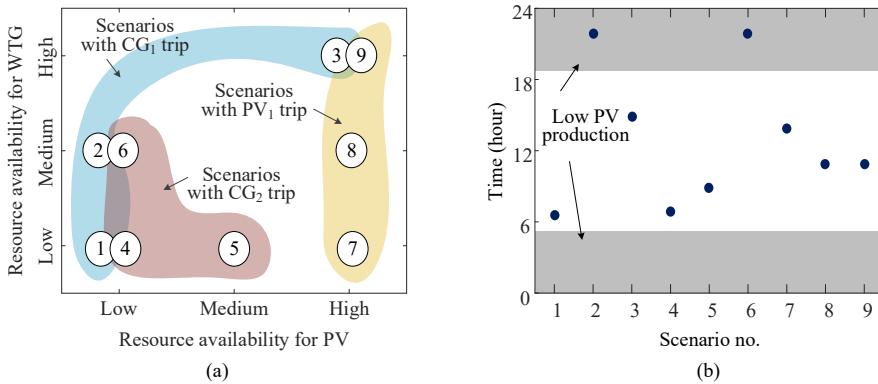 (a)
Resource availability for WTG
High
Medium
Low
Scenarios
with CG1 trip
Scenarios
with PV1 trip
Scenarios
with CG2 trip
3
9
2
6
8
1
4
5
7
Low
Medium
High
Resource availability for PV
(a)
Time (hour)
24
18
12
6
0
Low PV
production
1
2
3
4
5
6
7
8
9
Scenario no.
(b)